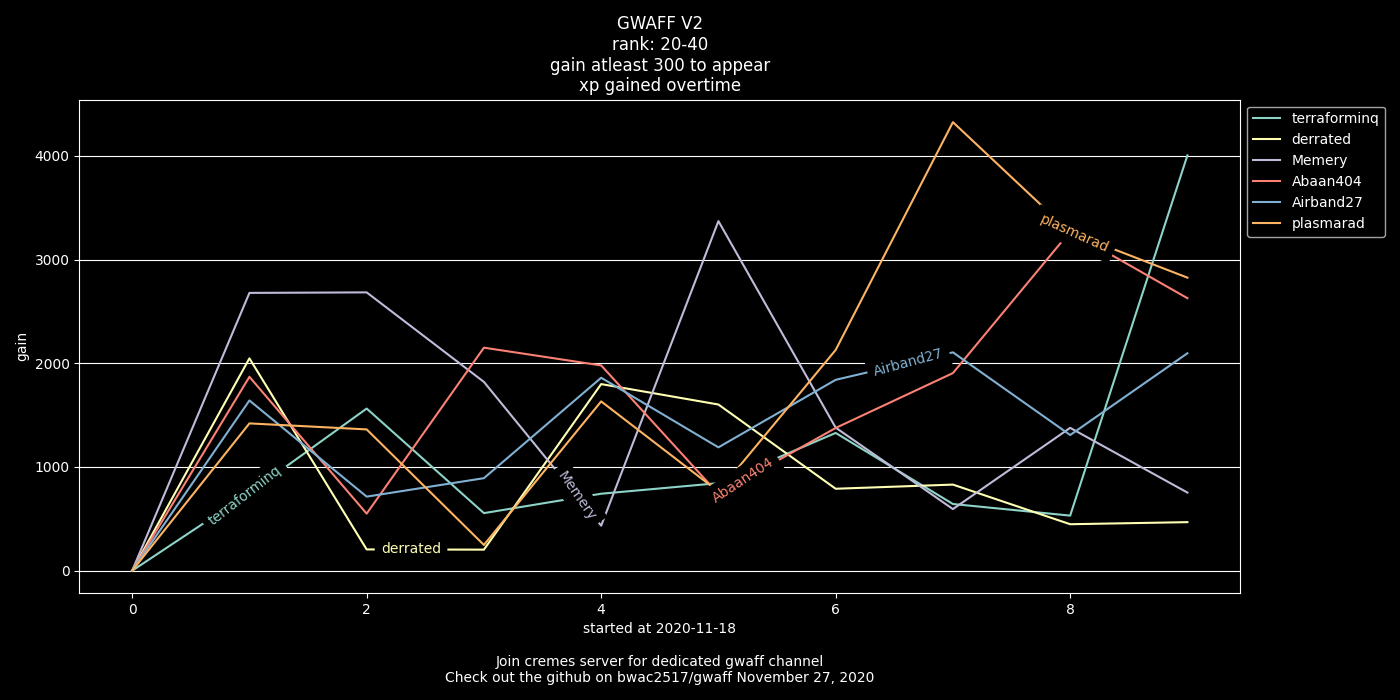 GWAFF V2
rank: 20-40
gain atleast 300 to appear
xp gained overtime
terraforminq
derrated
Memery
Abaan404
Airband27
plasmarad
gain
4000
3000
2000
1000
0
plasmarad
Airband27
terraforminq
Memery
Abaan404
derrated
0 2 4 6 8
started at 2020-11-18
Join cremes server for dedicated gwaff channel
Check out the github on bwac2517/gwaff November 27, 2020